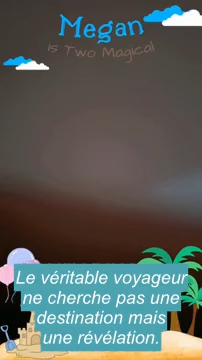 Megan
is Two Magical
Le véritable voyageur
ne cherche pas une
destination mais
une révélation.